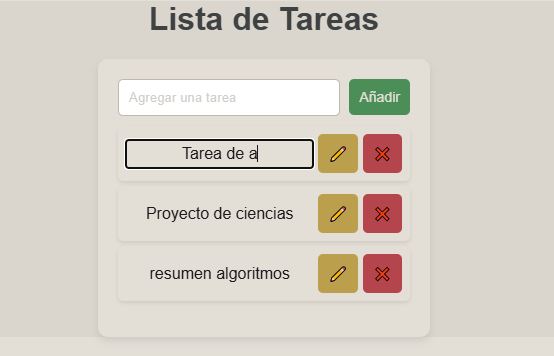 Lista de Tareas
Agregar una tarea
Añadir
Tarea de a
Proyecto de ciencias
resumen algoritmos